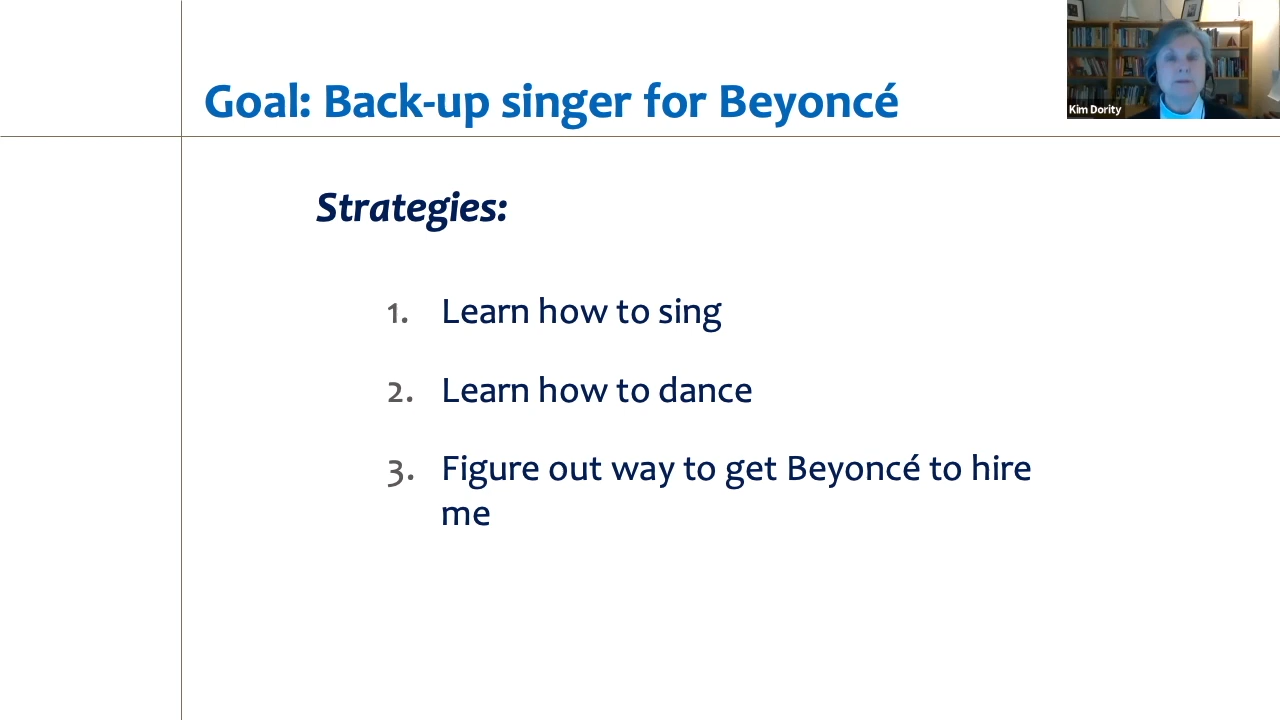 Goal: Back-up singer for Beyoncé
Kim Dority
Strategies:
1. Learn how to sing
2. Learn how to dance
3. Figure out way to get Beyoncé to hire
me